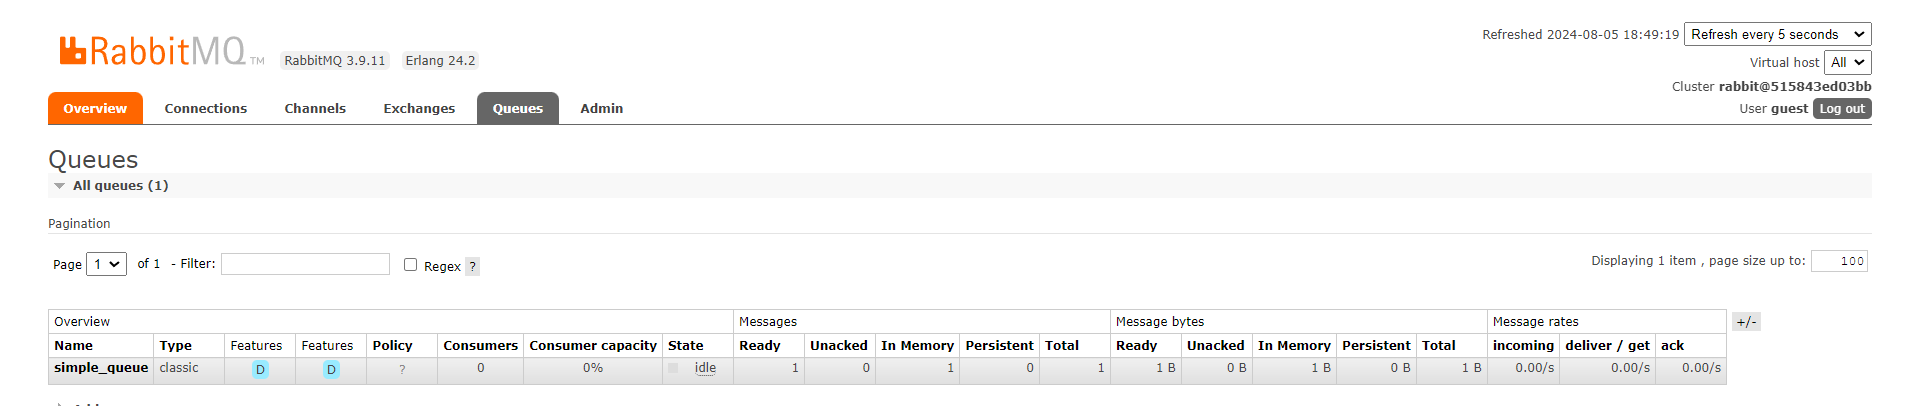 Refreshed 2024-08-05 18:49:19 Refresh every 5 seconds
RabbitMQ TM RabbitMQ 3.9.11 Erlang 24.2
Virtual host All
Cluster rabbit@515843ed03bb
User guest Log out
Overview Connections Channels Exchanges Queues Admin
Queues
All queues (1)
Pagination
Page 1 of 1 - Filter: Regex ? Displaying 1 item , page size up to: 100
Overview Messages Message bytes Message rates +/-
Name Type Features Features Policy Consumers Consumer capacity State Ready Unacked In Memory Persistent Total Ready Unacked In Memory Persistent Total incoming deliver / get ack
simple_queue classic D D ? 0 0% idle 1 0 1 0 1 1 B 0 B 1 B 0 B 1 B 0.00/s 0.00/s 0.00/s